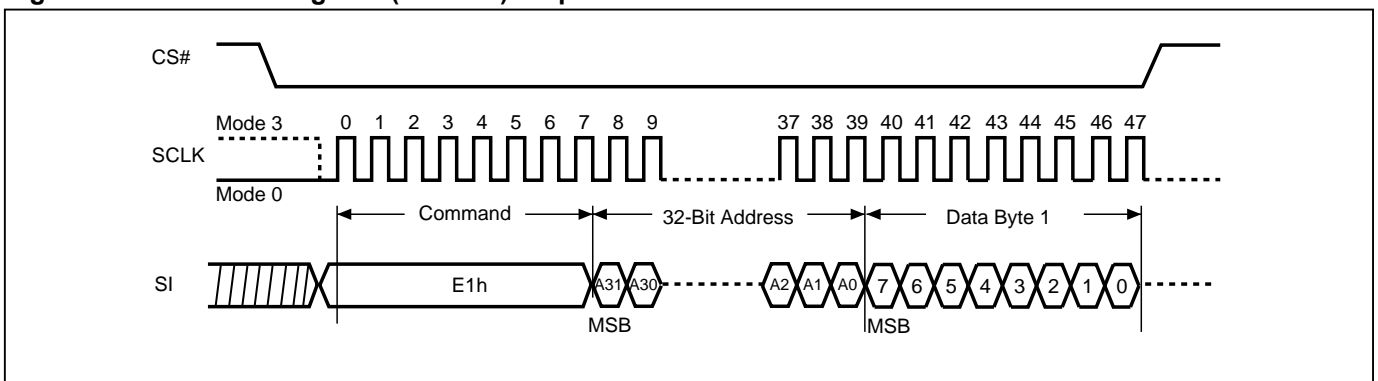 CS#
Mode 3
0 1 2 3 4 5 6 7 8 9 37 38 39 40 41 42 43 44 45 46 47
SCLK
Mode 0
Command 32-Bit Address Data Byte 1
SI E1h A31 A30 A2 A1 A0 7 6 5 4 3 2 1 0
MSB MSB